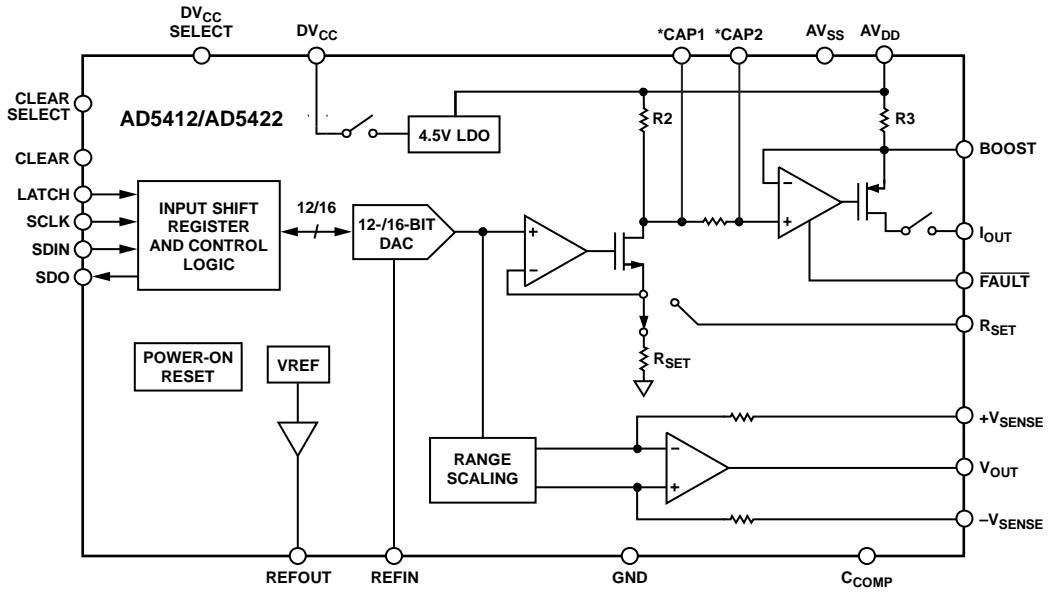 DVCC
SELECT
DVCC
*CAP1
*CAP2
AVSS
AVDD
CLEAR
SELECT
AD5412/AD5422
4.5V LDO
R2
R3
BOOST
CLEAR
LATCH
SCLK
SDIN
SDO
INPUT SHIFT
REGISTER
AND CONTROL
LOGIC
12/16
12-/16-BIT
DAC
+
−
−
+
IOUT
FAULT
RSET
RSET
POWER-ON
RESET
VREF
RANGE
SCALING
−
+
+VSENSE
VOUT
−VSENSE
REFOUT
REFIN
GND
CCOMP